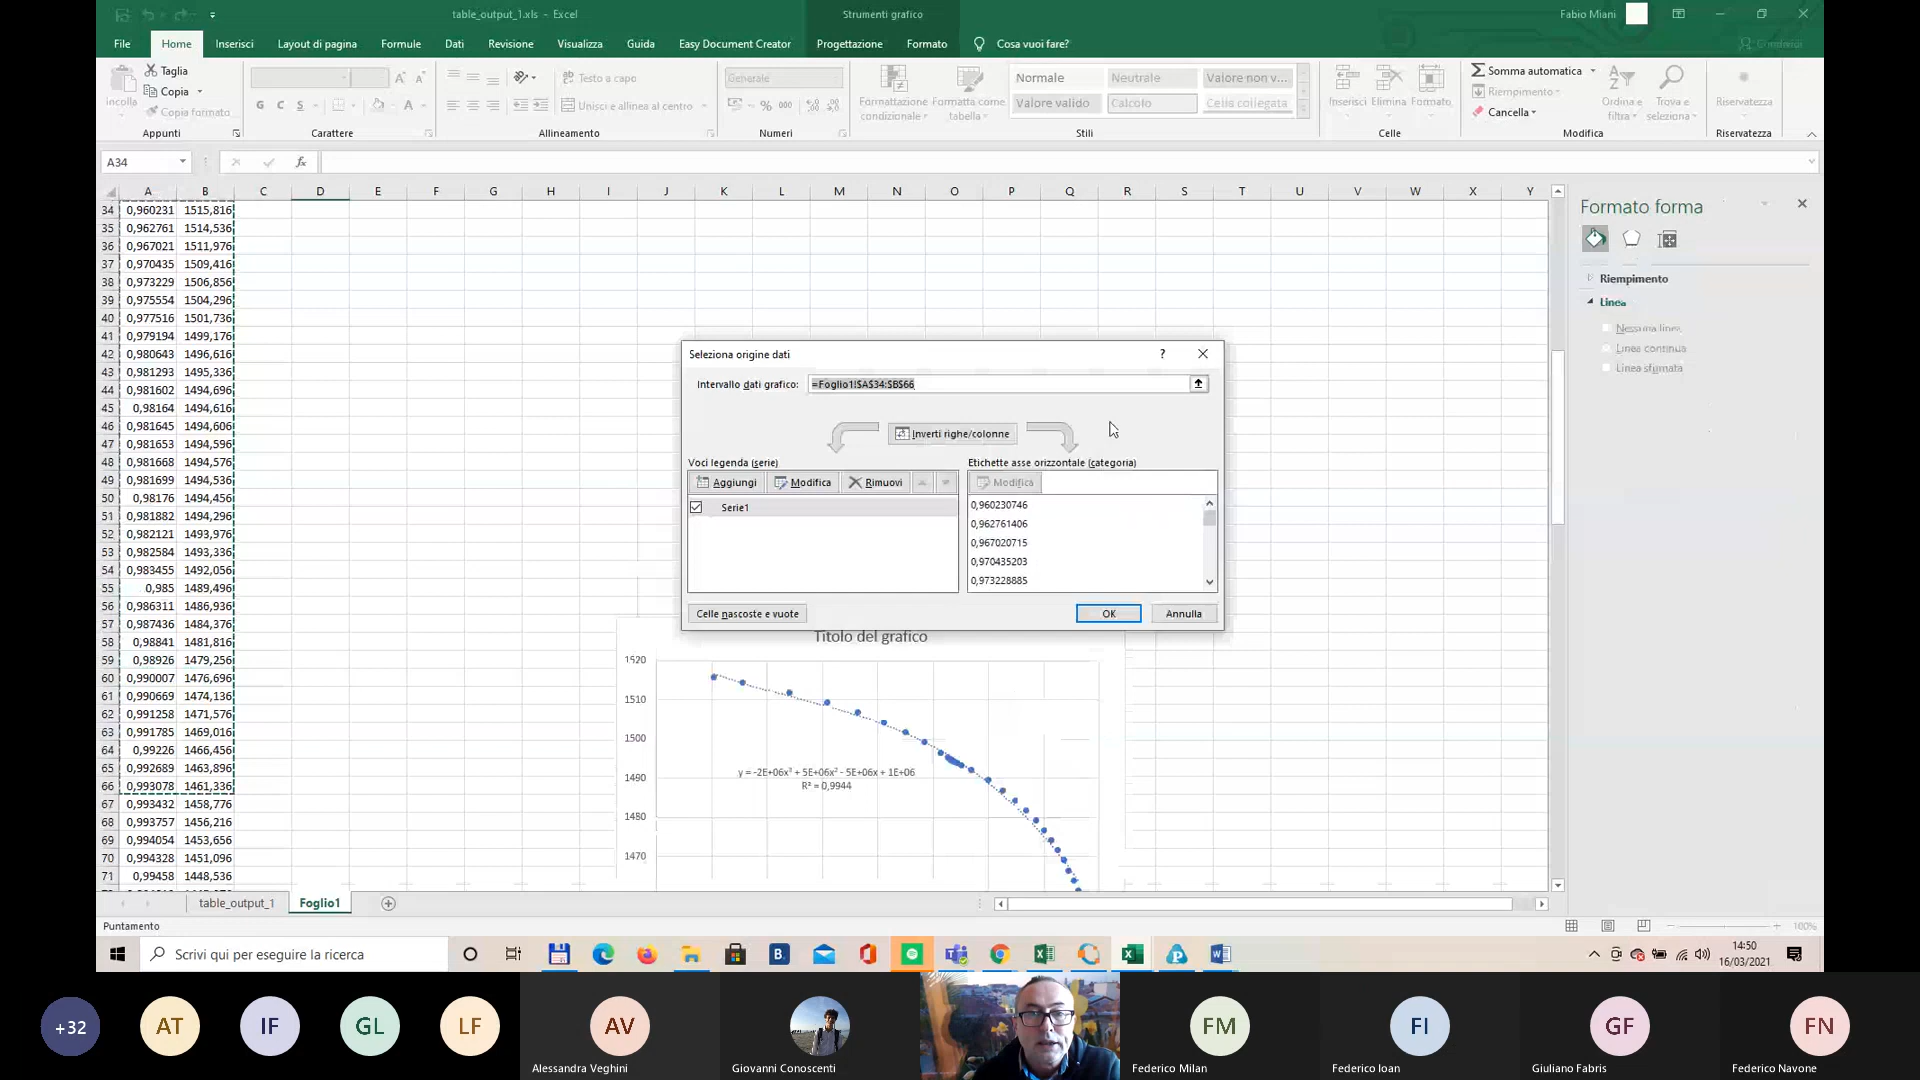 table_output_1.xls - Excel
Strumenti grafico
Fabio Miani
File Home Inserisci Layout di pagina Formule Dati Revisione Visualizza Guida Easy Document Creator Progettazione Formato Cosa vuoi fare? Condividi
Incolla
Taglia
Copia
Copia formato
Appunti
G C S
Carattere
Testo a capo
Unisci e allinea al centro
Allineamento
Generale
% 000
Numeri
Formattazione condizionale
Formatta come tabella
Normale Neutrale Valore non v...
Valore valido Calcolo Cella collegata
Stili
Inserisci Elimina Formato
Celle
Somma automatica
Riempimento
Cancella
Ordina e filtra
Trova e seleziona
Modifica
Riservatezza
Riservatezza
A34
fx
A B C D E F G H I J K L M N O P Q R S T U V W X Y
34 0,960231 1515,816
35 0,962761 1514,536
36 0,967021 1511,976
37 0,970435 1509,416
38 0,973229 1506,856
39 0,975554 1504,296
40 0,977516 1501,736
41 0,979194 1499,176
42 0,980643 1496,616
43 0,981293 1495,336
44 0,981602 1494,696
45 0,98164 1494,616
46 0,981645 1494,606
47 0,981653 1494,596
48 0,981668 1494,576
49 0,981699 1494,536
50 0,98176 1494,456
51 0,981882 1494,296
52 0,982121 1493,976
53 0,982584 1493,336
54 0,983455 1492,056
55 0,985 1489,496
56 0,986311 1486,936
57 0,987436 1484,376
58 0,98841 1481,816
59 0,98926 1479,256
60 0,990007 1476,696
61 0,990669 1474,136
62 0,991258 1471,576
63 0,991785 1469,016
64 0,99226 1466,456
65 0,992689 1463,896
66 0,993078 1461,336
67 0,993432 1458,776
68 0,993757 1456,216
69 0,994054 1453,656
70 0,994328 1451,096
71 0,99458 1448,536
Seleziona origine dati
?
Intervallo dati grafico: =Foglio1!$A$34:$B$66
Inverti righe/colonne
Voci legenda (serie)
Aggiungi Modifica Rimuovi
Serie1
Etichette asse orizzontale (categoria)
Modifica
0,960230746
0,962761406
0,967020715
0,970435203
0,973228885
Celle nascoste e vuote
OK Annulla
Titolo del grafico
1520
1510
1500
1490
1480
1470
y = -2E+06x³ + 5E+06x² - 5E+06x + 1E+06
R² = 0,9944
Formato forma
Riempimento
Linea
Nessuna linea
Linea continua
Linea sfumata
table_output_1 Foglio1
Puntamento
100%
Scrivi qui per eseguire la ricerca
14:50
16/03/2021
+32
AT
IF
GL
LF
AV
Alessandra Veghini
Giovanni Conoscenti
FM
Federico Milan
FI
Federico Ioan
GF
Giuliano Fabris
FN
Federico Navone